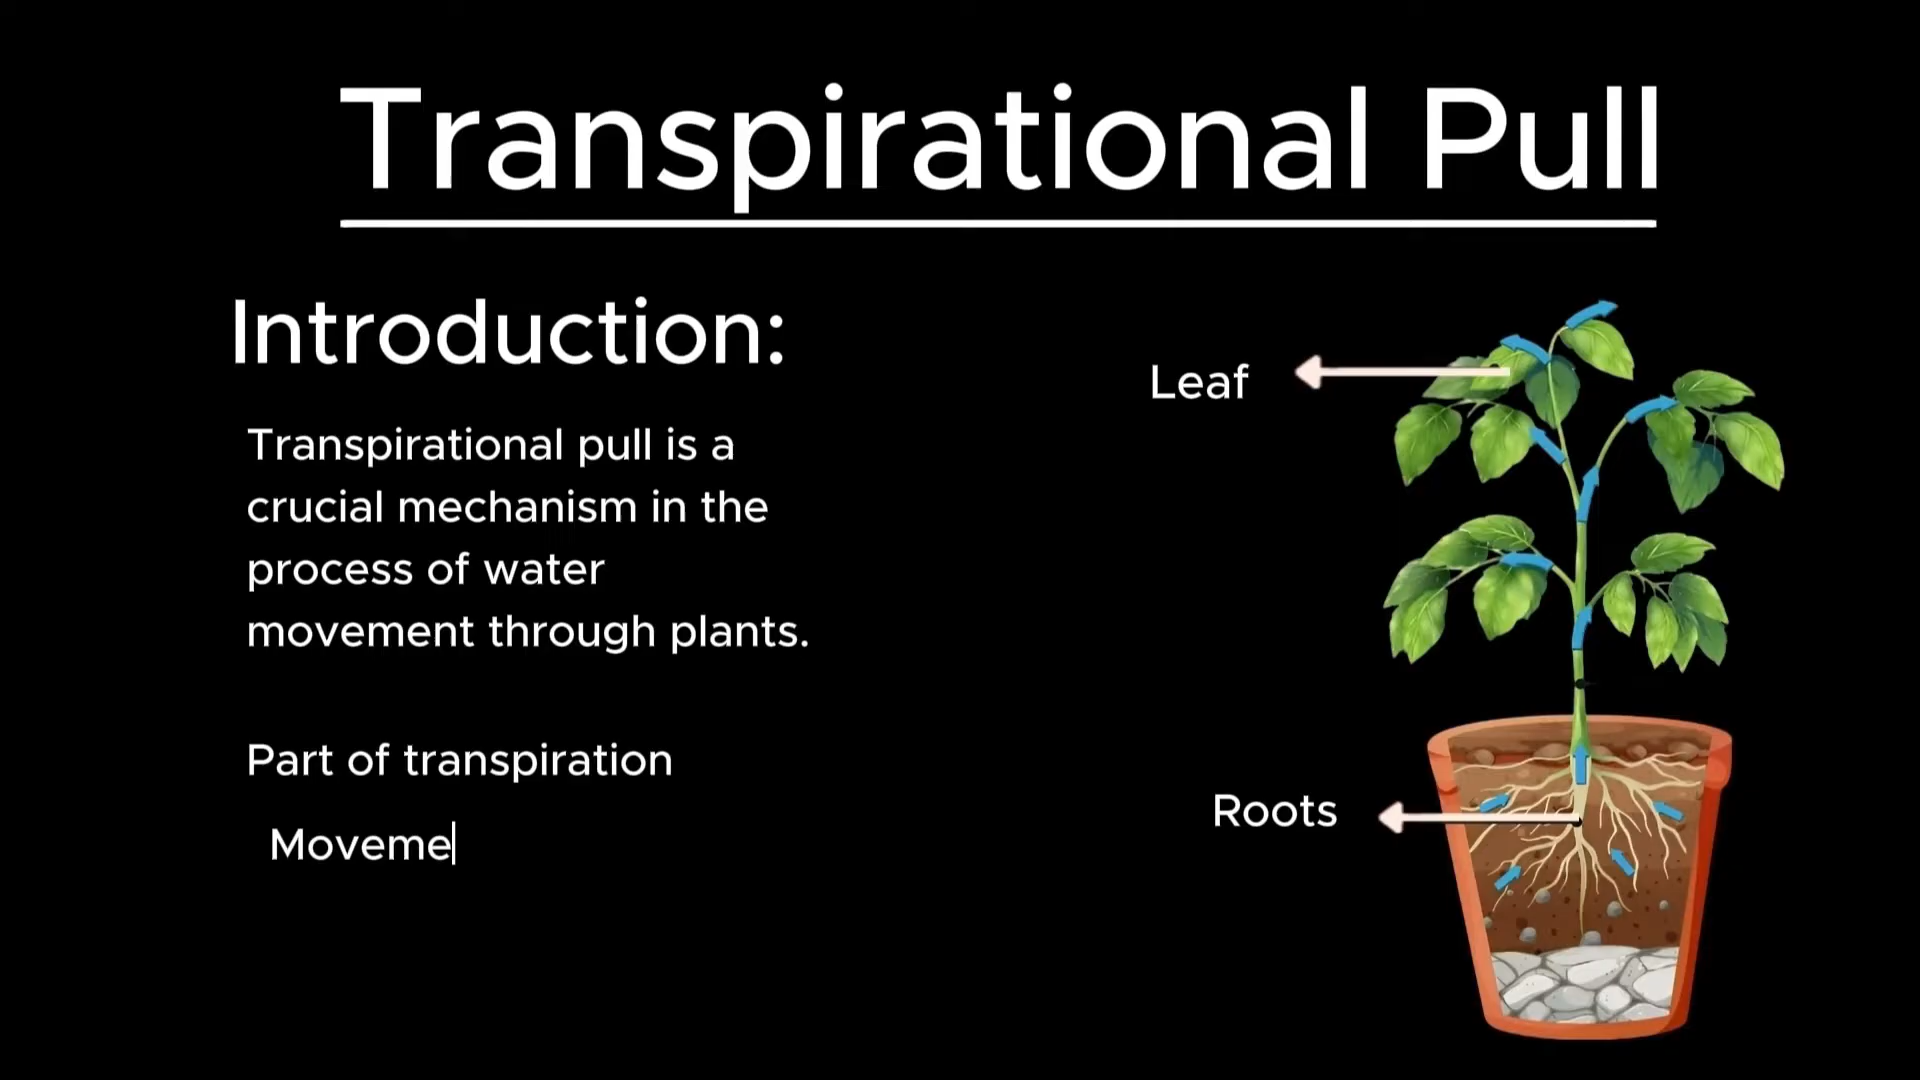 Transpirational Pull
Introduction:
Transpirational pull is a
crucial mechanism in the
process of water
movement through plants.
Part of transpiration
Moveme
Leaf
Roots